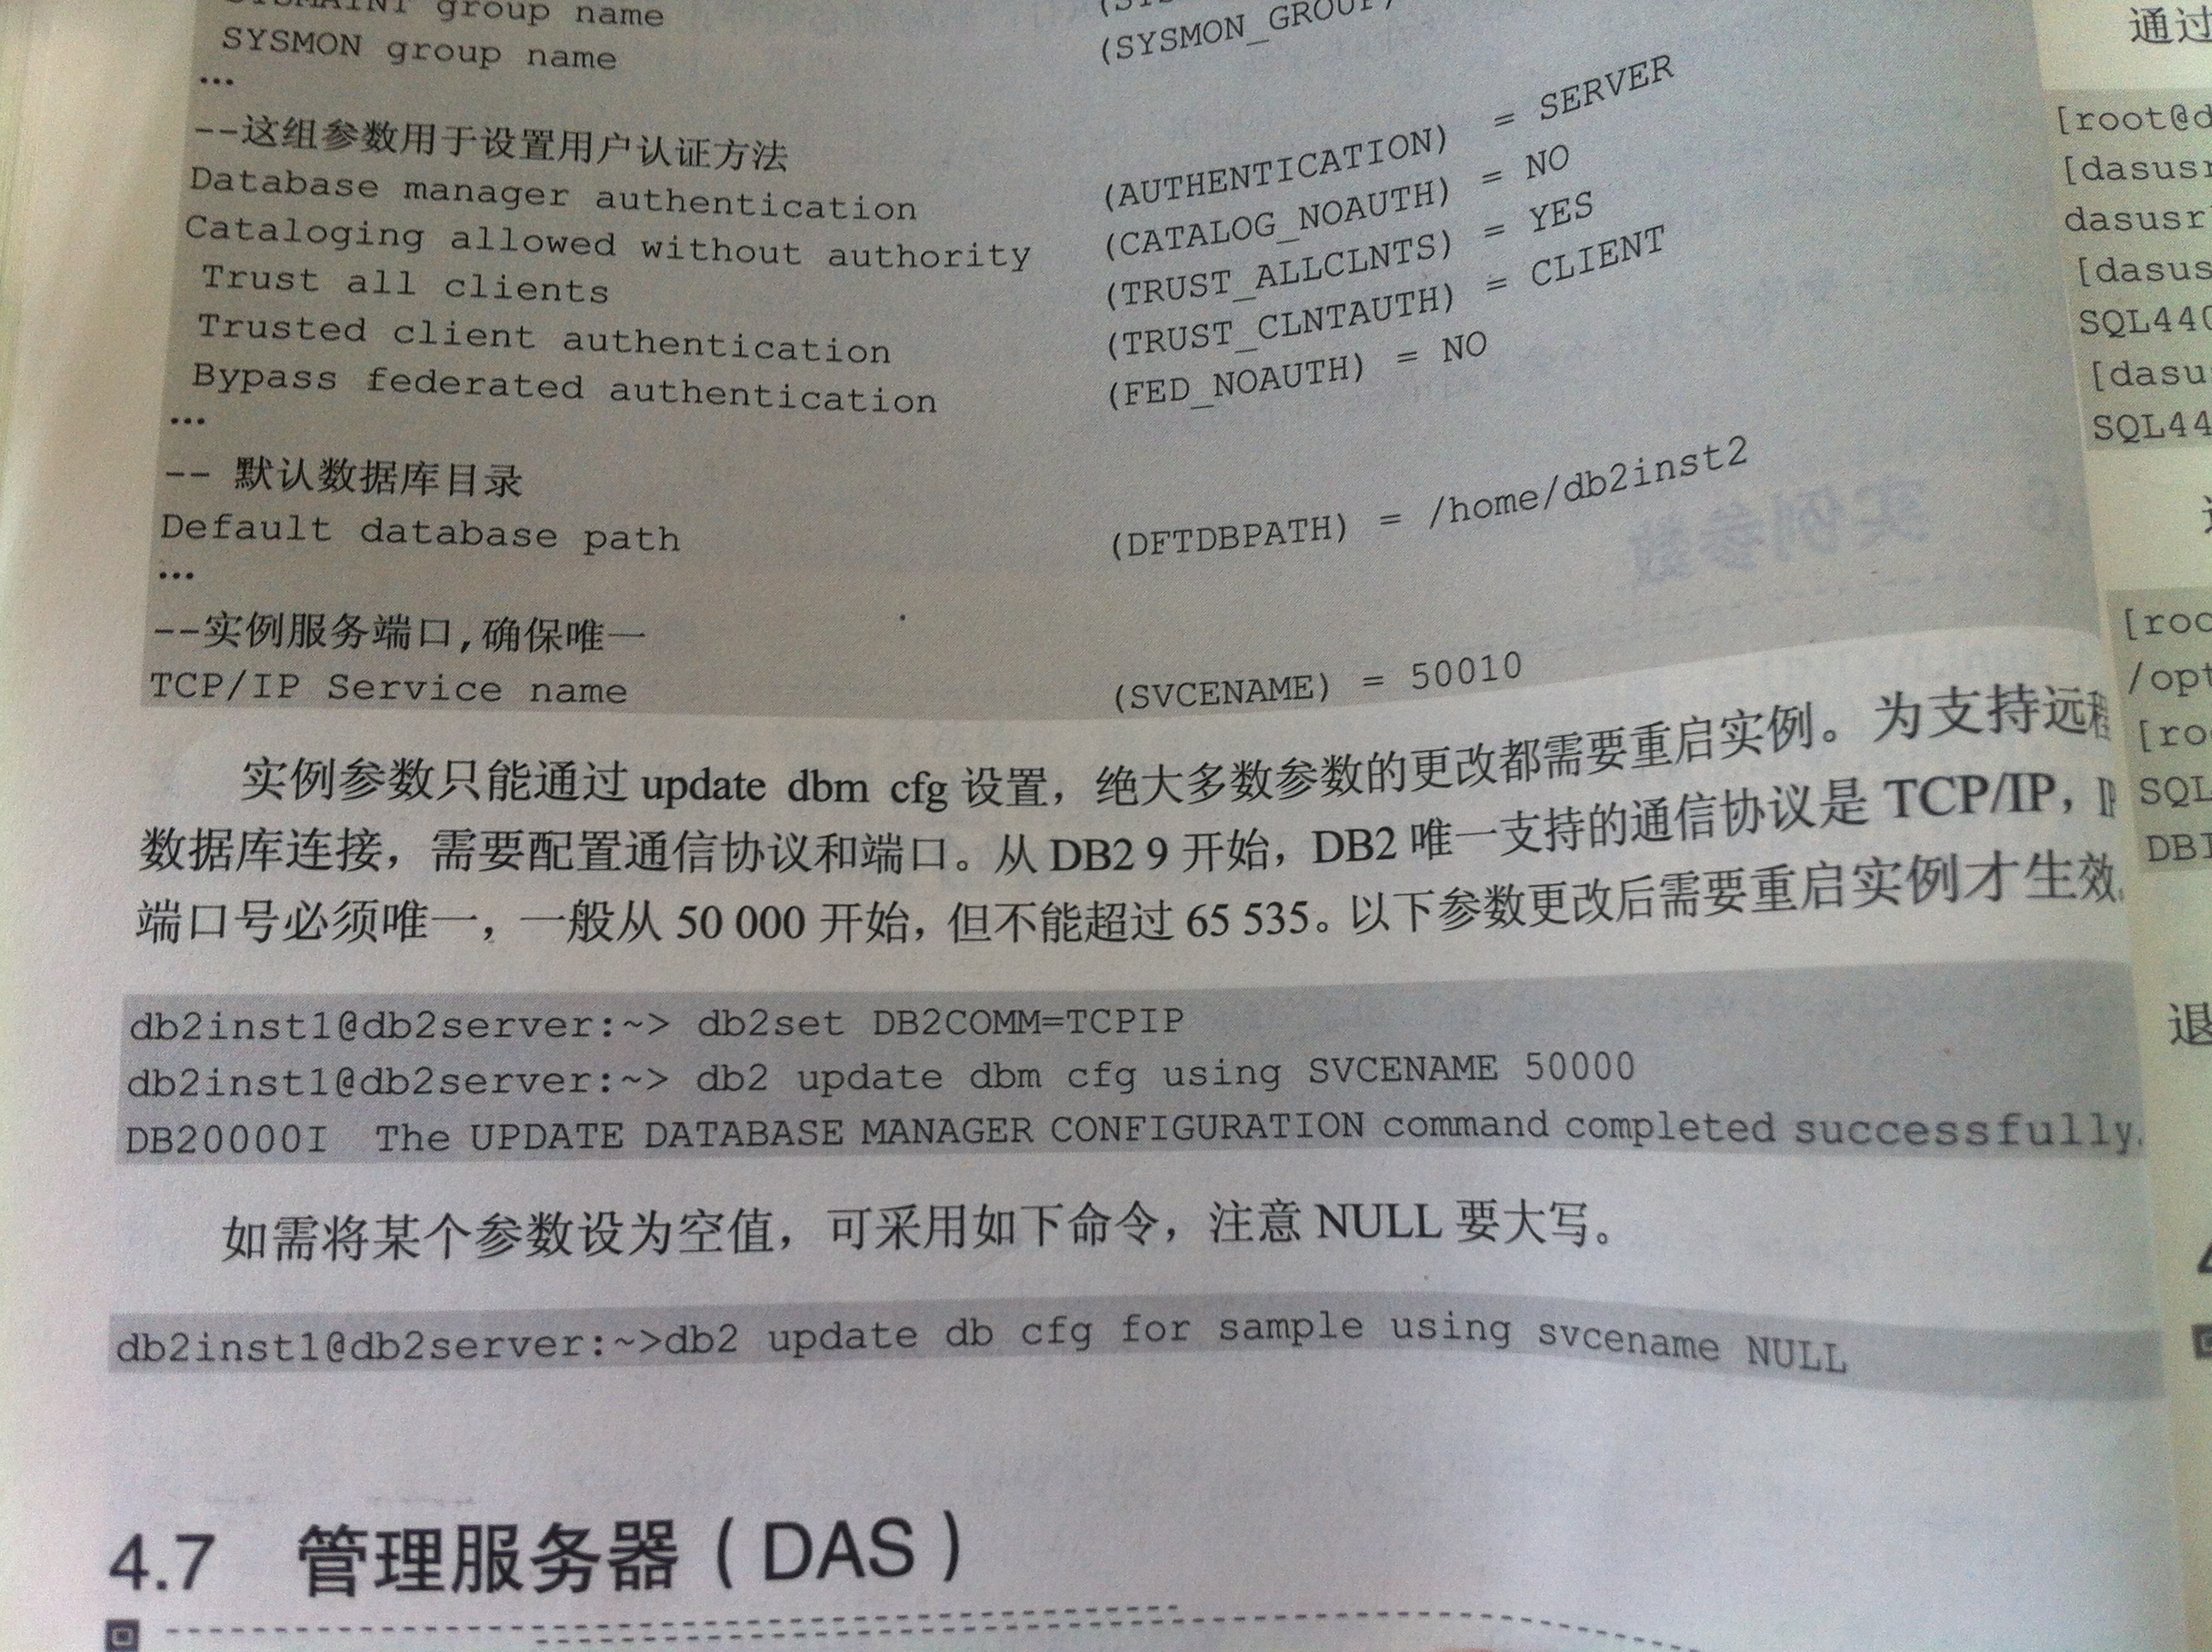 group name
SYSMON group name (SYSMON_GROUP)
...
--这组参数用于设置用户认证方法
Database manager authentication (AUTHENTICATION) = SERVER
Cataloging allowed without authority (CATALOG_NOAUTH) = NO
Trust all clients (TRUST_ALLCLNTS) = YES
Trusted client authentication (TRUST_CLNTAUTH) = CLIENT
Bypass federated authentication (FED_NOAUTH) = NO
...
-- 默认数据库目录
Default database path (DFTDBPATH) = /home/db2inst2
...
--实例服务端口,确保唯一
TCP/IP Service name (SVCENAME) = 50010
实例参数只能通过 update dbm cfg 设置，绝大多数参数的更改都需要重启实例。为支持远程
数据库连接，需要配置通信协议和端口。从 DB2 9 开始，DB2 唯一支持的通信协议是 TCP/IP，
端口号必须唯一，一般从 50 000 开始，但不能超过 65 535。以下参数更改后需要重启实例才生效
db2inst1@db2server:~> db2set DB2COMM=TCPIP
db2inst1@db2server:~> db2 update dbm cfg using SVCENAME 50000
DB20000I The UPDATE DATABASE MANAGER CONFIGURATION command completed successfully.
如需将某个参数设为空值，可采用如下命令，注意 NULL 要大写。
db2inst1@db2server:~>db2 update db cfg for sample using svcename NULL
4.7 管理服务器（DAS）
通过
[root@d
[dasusr
dasusr
[dasus
SQL440
[dasu
SQL44
[roo
/opt
[ro
SQL
DB
退